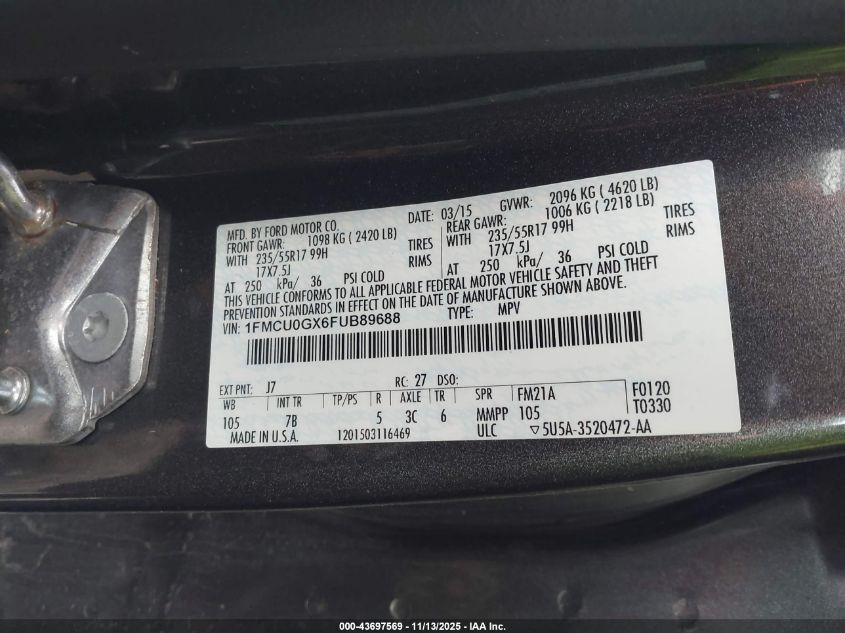 MFD. BY FORD MOTOR CO.
DATE: 03/15 GVWR: 2096 KG ( 4620 LB)
FRONT GAWR: 1098 KG ( 2420 LB) REAR GAWR: 1006 KG ( 2218 LB)
WITH 235/55R17 99H TIRES WITH 235/55R17 99H TIRES
17X7.5J RIMS 17X7.5J RIMS
AT 250 kPa/ 36 PSI COLD AT 250 kPa/ 36 PSI COLD
THIS VEHICLE CONFORMS TO ALL APPLICABLE FEDERAL MOTOR VEHICLE SAFETY AND THEFT
PREVENTION STANDARDS IN EFFECT ON THE DATE OF MANUFACTURE SHOWN ABOVE.
VIN: 1FMCU0GX6FUB89688 TYPE: MPV
EXT PNT: J7 RC: 27 DSO:
WB INT TR TP/PS R AXLE TR SPR FM21A F0120
105 7B 5 3C 6 MMPP 105 T0330
MADE IN U.S.A. 1201503116469 ULC ▽5U5A-3520472-AA
000-43697569 - 11/13/2025 - IAA Inc.